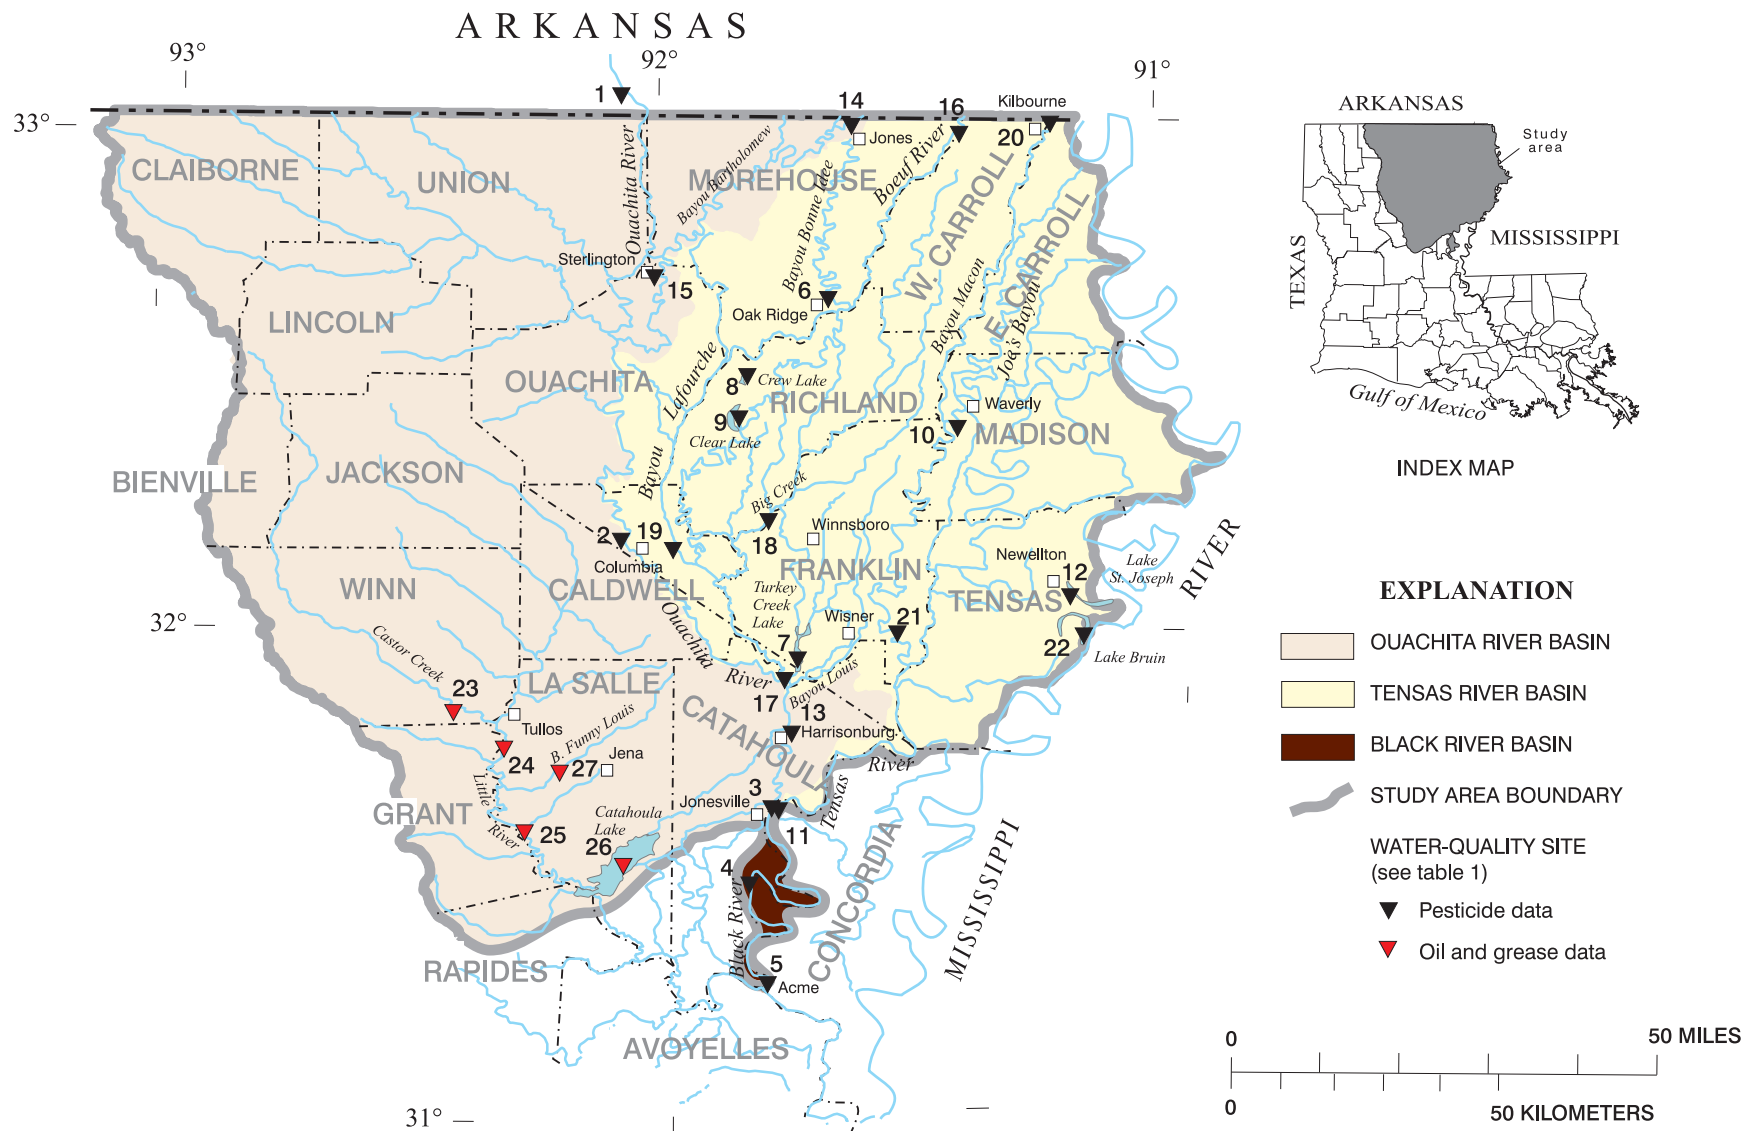 ARKANSAS
93°
92°
91°
33°
1
14
16
Kilbourne
20
Jones
ARKANSAS
Study
area
CLAIBORNE
UNION
Ouachita River
Bayou Bartholomew
MOREHOUSE
Bayou Bonne Idee
Boeuf River
W. CARROLL
E. CARROLL
TEXAS
MISSISSIPPI
Sterlington
15
6
Oak Ridge
Bayou Macon
Joe's Bayou
LINCOLN
Lafourche
Bayou
8
Crew Lake
OUACHITA
RICHLAND
9
Clear Lake
Waverly
10
MADISON
Gulf of Mexico
INDEX MAP
BIENVILLE
JACKSON
Big Creek
2
19
18
Winnsboro
Columbia
FRANKLIN
Newellton
12
Lake
St. Joseph
RIVER
WINN
CALDWELL
Turkey
Creek
Lake
TENSAS
32°
Wisner
21
22
Lake Bruin
Castor Creek
Ouachita
River
7
17
Bayou Louis
23
LA SALLE
CATAHOULA
13
Harrisonburg
Tullos
24
B. Funny Louis
27
Jena
River
Tensas
Little
River
GRANT
Catahoula
Lake
Jonesville
3
11
25
26
4
Black River
CONCORDIA
MISSISSIPPI
RAPIDES
5
Acme
AVOYELLES
31°
EXPLANATION
OUACHITA RIVER BASIN
TENSAS RIVER BASIN
BLACK RIVER BASIN
STUDY AREA BOUNDARY
WATER-QUALITY SITE
(see table 1)
Pesticide data
Oil and grease data
0
50 MILES
0
50 KILOMETERS